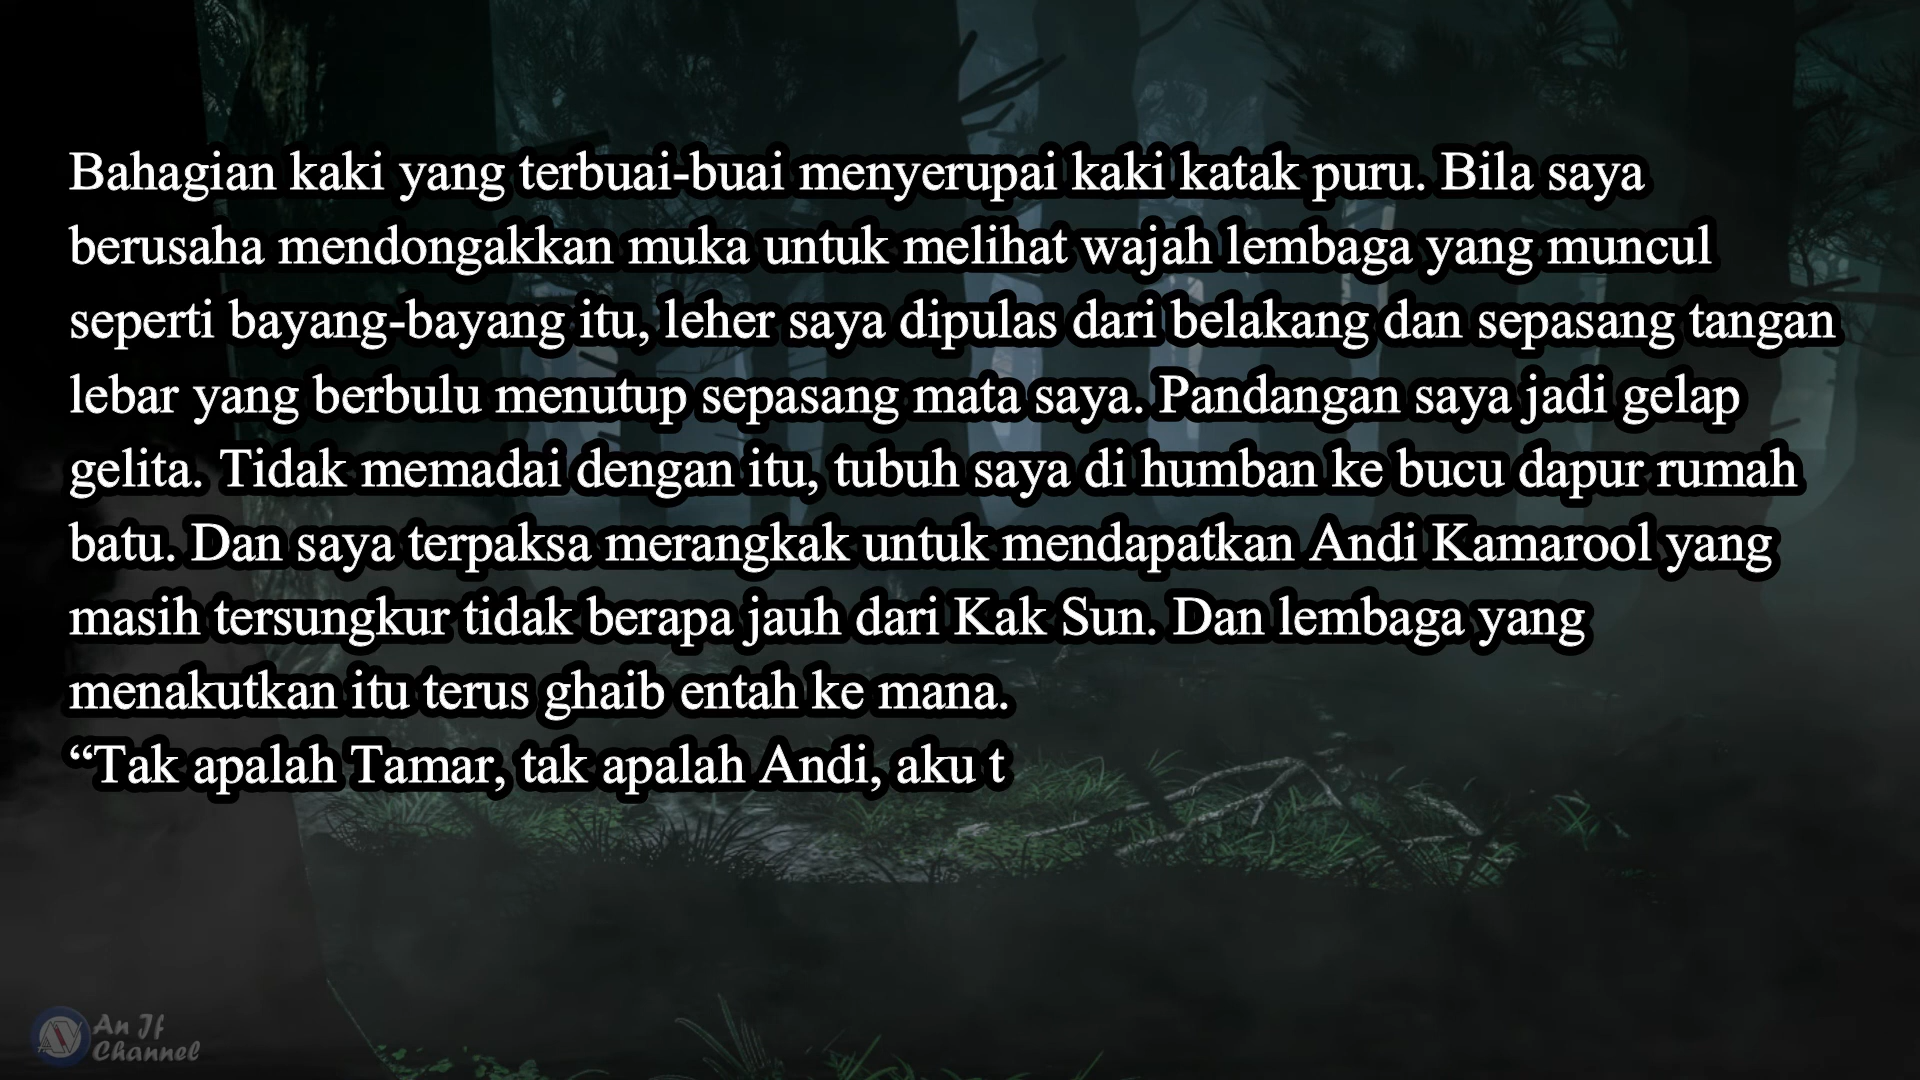 Bahagian kaki yang terbuai-buai menyerupai kaki katak puru. Bila saya
berusaha mendongakkan muka untuk melihat wajah lembaga yang muncul
seperti bayang-bayang itu, leher saya dipulas dari belakang dan sepasang tangan
lebar yang berbulu menutup sepasang mata saya. Pandangan saya jadi gelap
gelita. Tidak memadai dengan itu, tubuh saya di humban ke bucu dapur rumah
batu. Dan saya terpaksa merangkak untuk mendapatkan Andi Kamarool yang
masih tersungkur tidak berapa jauh dari Kak Sun. Dan lembaga yang
menakutkan itu terus ghaib entah ke mana.
“Tak apalah Tamar, tak apalah Andi, aku t
An If
Channel